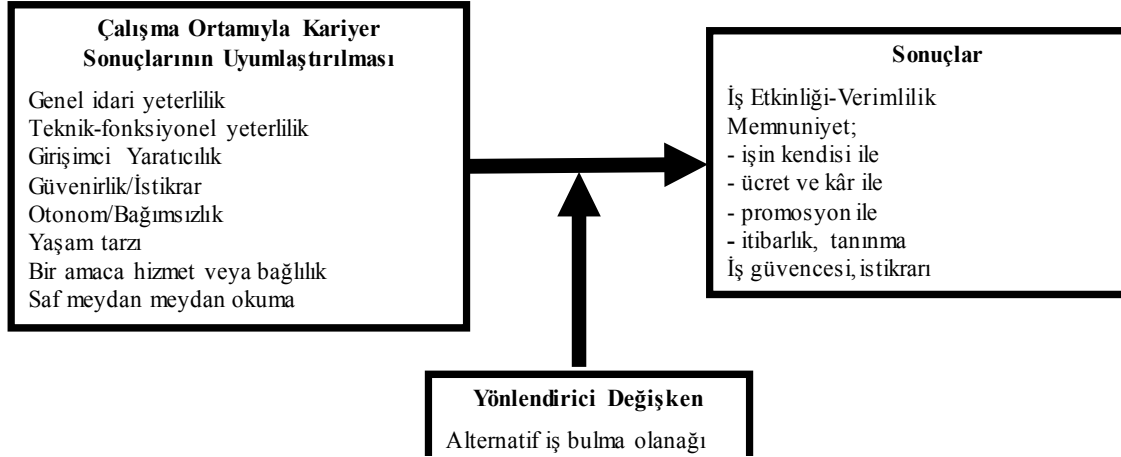 Çalışma Ortamıyla Kariyer
Sonuçlarının Uyumlaştırılması
Genel idari yeterlilik
Teknik-fonksiyonel yeterlilik
Girişimci Yaratıcılık
Güvenirlik/İstikrar
Otonom/Bağımsızlık
Yaşam tarzı
Bir amaca hizmet veya bağlılık
Saf meydan meydan okuma
Sonuçlar
İş Etkinliği-Verimlilik
Memnuniyet;
- işin kendisi ile
- ücret ve kâr ile
- promosyon ile
- itibarlık, tanınma
İş güvencesi,istikrarı
Yönlendirici Değişken
Alternatif iş bulma olanağı